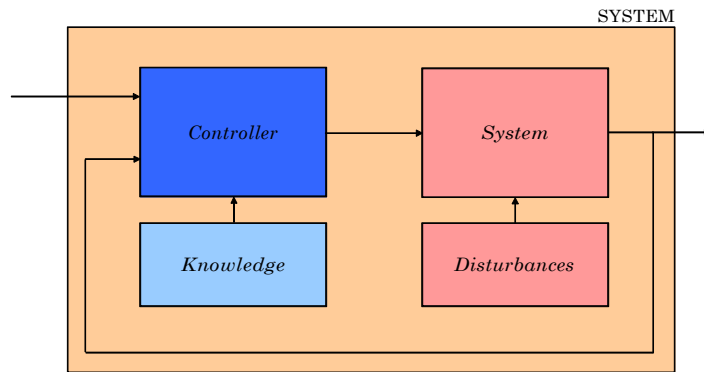 SYSTEM
Controller
System
Knowledge
Disturbances